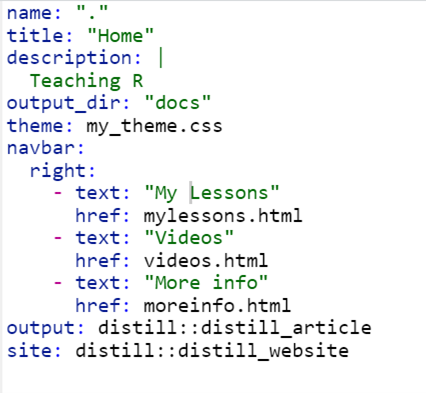 name: "."
title: "Home"
description: |
  Teaching R
output_dir: "docs"
theme: my_theme.css
navbar:
  right:
    - text: "My Lessons"
      href: mylessons.html
    - text: "Videos"
      href: videos.html
    - text: "More info"
      href: moreinfo.html
output: distill::distill_article
site: distill::distill_website